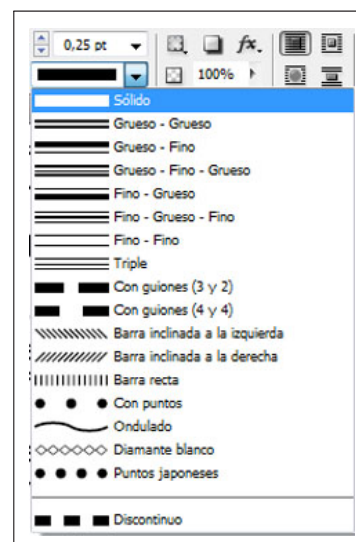 0,25 pt fx.
100%
Sólido
Grueso - Grueso
Grueso - Fino
Grueso - Fino - Grueso
Fino - Grueso
Fino - Grueso - Fino
Fino - Fino
Triple
Con guiones (3 y 2)
Con guiones (4 y 4)
Barra inclinada a la izquierda
Barra inclinada a la derecha
Barra recta
Con puntos
Ondulado
Diamante blanco
Puntos japoneses
Discontinuo